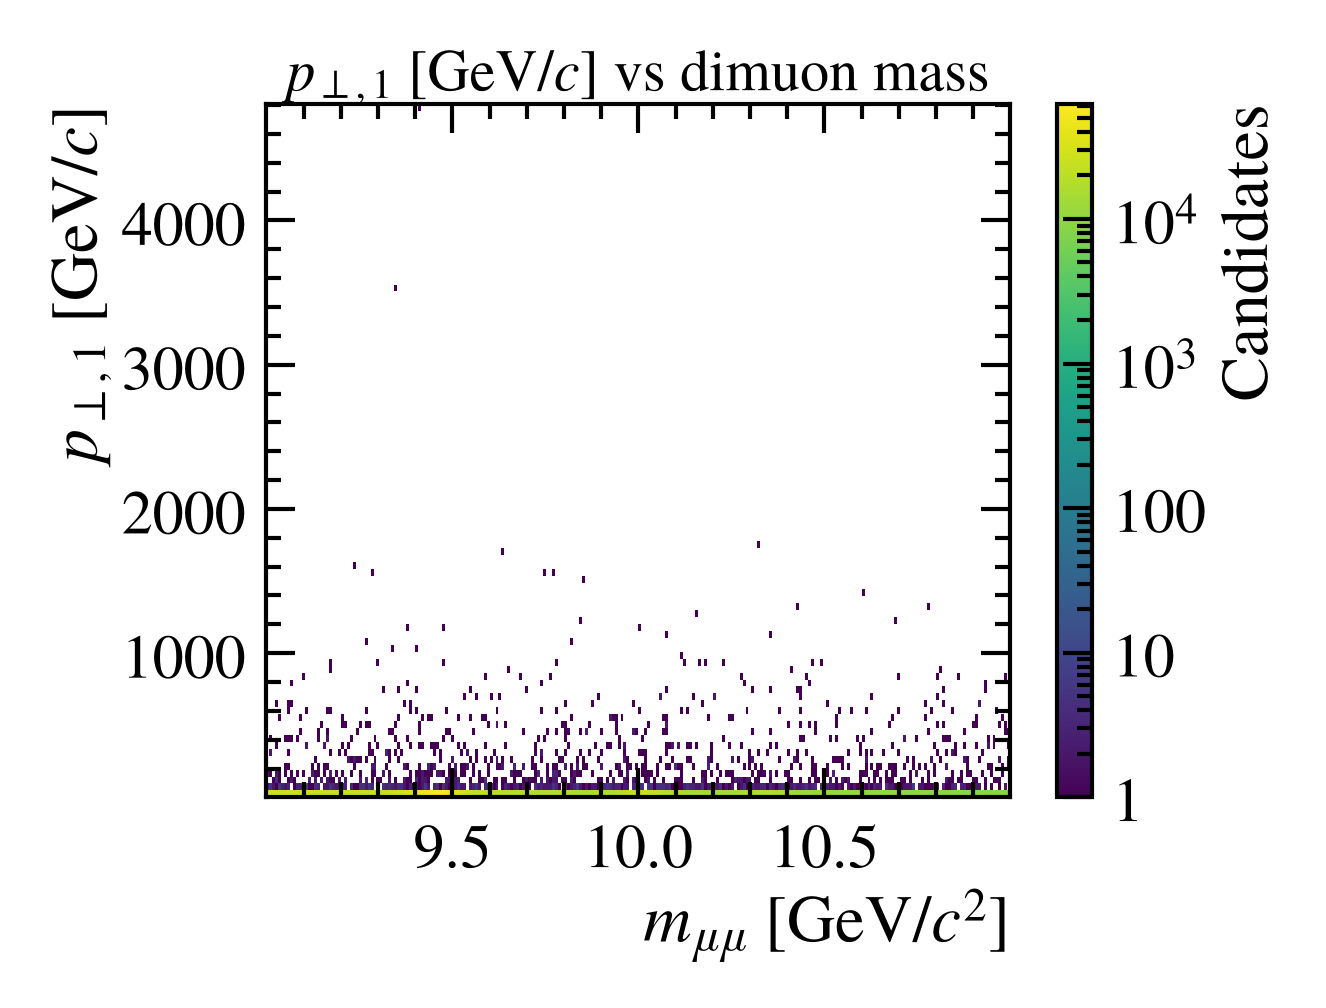 p⊥,1 [GeV/c] vs dimuon mass
p⊥,1 [GeV/c]
4000
3000
2000
1000
9.5 10.0 10.5
mμμ [GeV/c²]
10⁴
10³
100
10
1
Candidates